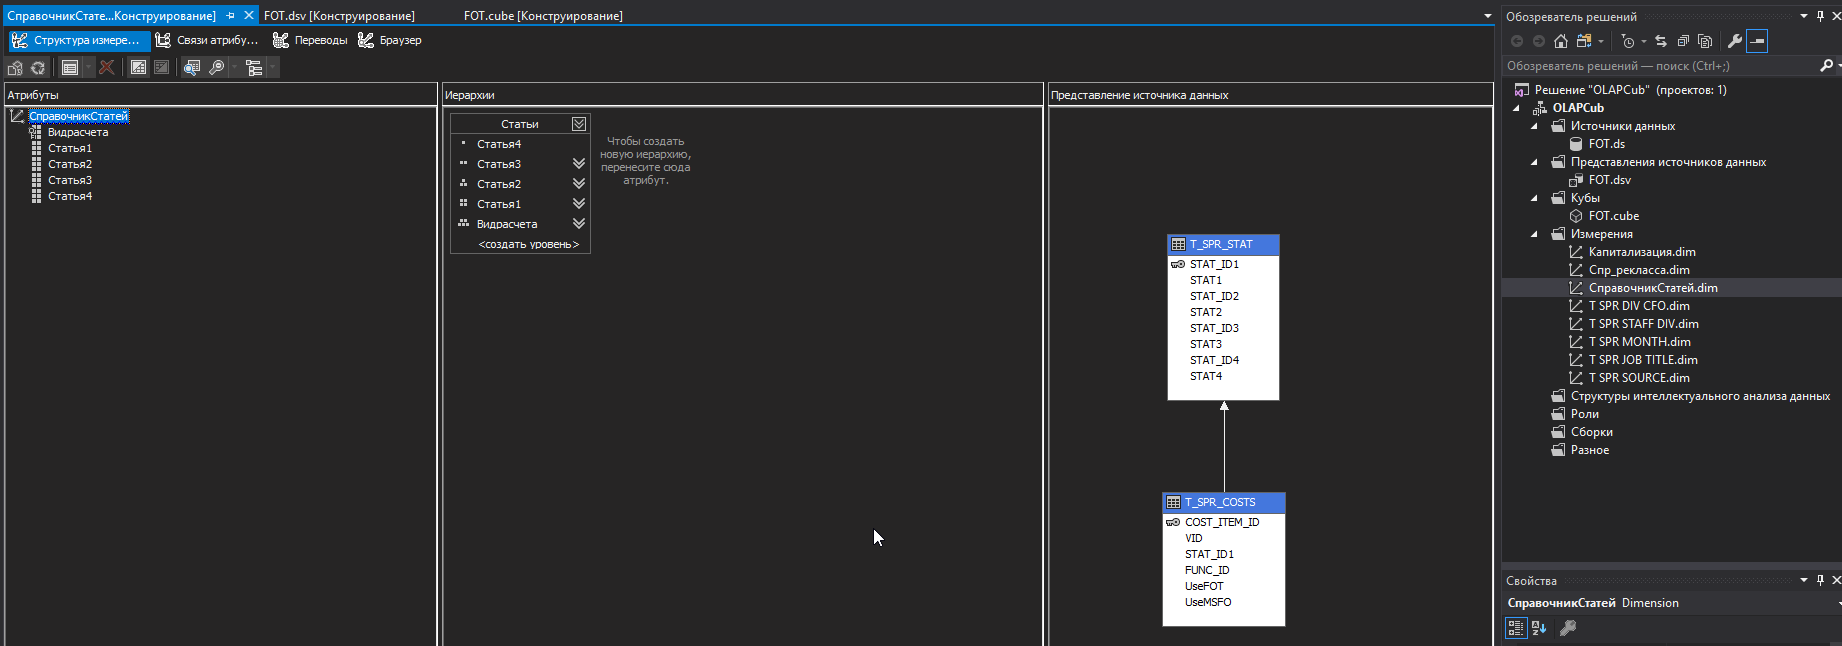 СправочникСтате...Конструирование]
FOT.dsv [Конструирование]
FOT.cube [Конструирование]
Структура измере...
Связи атрибу...
Переводы
Браузер
Атрибуты
СправочникСтатей
Видрасчета
Статья1
Статья2
Статья3
Статья4
Иерархии
Статьи
Статья4
Статья3
Статья2
Статья1
Видрасчета
<создать уровень>
Чтобы создать
новую иерархию,
перенесите сюда
атрибут.
Представление источника данных
T_SPR_STAT
STAT_ID1
STAT1
STAT_ID2
STAT2
STAT_ID3
STAT3
STAT_ID4
STAT4
T_SPR_COSTS
COST_ITEM_ID
VID
STAT_ID1
FUNC_ID
UseFOT
UseMSFO
Обозреватель решений
Обозреватель решений — поиск (Ctrl+;)
Решение "OLAPCub" (проектов: 1)
OLAPCub
Источники данных
FOT.ds
Представления источников данных
FOT.dsv
Кубы
FOT.cube
Измерения
Капитализация.dim
Спр_рекласса.dim
СправочникСтатей.dim
T SPR DIV CFO.dim
T SPR STAFF DIV.dim
T SPR MONTH.dim
T SPR JOB TITLE.dim
T SPR SOURCE.dim
Структуры интеллектуального анализа данных
Роли
Сборки
Разное
Свойства
СправочникСтатей Dimension